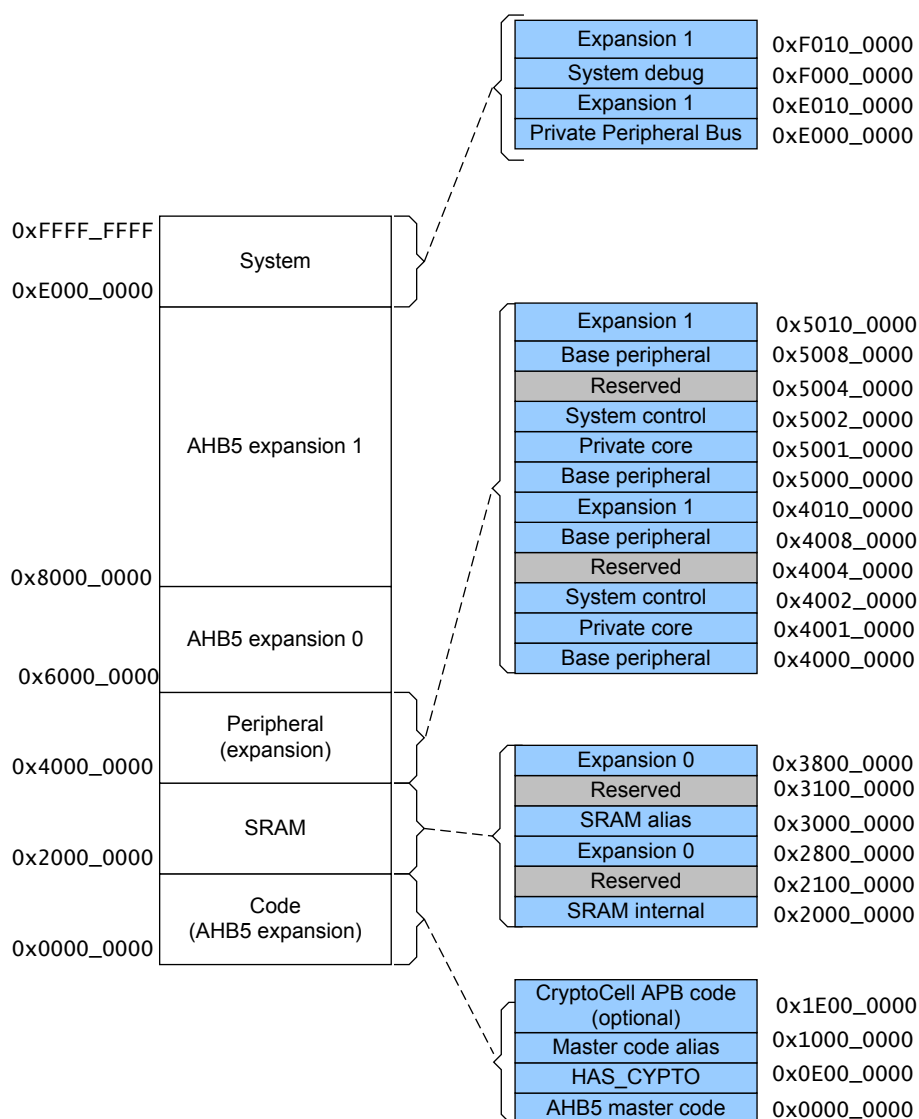 Expansion 1 0xF010_0000
System debug 0xF000_0000
Expansion 1 0xE010_0000
Private Peripheral Bus 0xE000_0000
0xFFFF_FFFF
System
0xE000_0000
AHB5 expansion 1
0x8000_0000
AHB5 expansion 0
0x6000_0000
Peripheral
(expansion)
0x4000_0000
SRAM
0x2000_0000
Code
(AHB5 expansion)
0x0000_0000
Expansion 1 0x5010_0000
Base peripheral 0x5008_0000
Reserved 0x5004_0000
System control 0x5002_0000
Private core 0x5001_0000
Base peripheral 0x5000_0000
Expansion 1 0x4010_0000
Base peripheral 0x4008_0000
Reserved 0x4004_0000
System control 0x4002_0000
Private core 0x4001_0000
Base peripheral 0x4000_0000
Expansion 0 0x3800_0000
Reserved 0x3100_0000
SRAM alias 0x3000_0000
Expansion 0 0x2800_0000
Reserved 0x2100_0000
SRAM internal 0x2000_0000
CryptoCell APB code
(optional) 0x1E00_0000
Master code alias 0x1000_0000
HAS_CYPTO 0x0E00_0000
AHB5 master code 0x0000_0000